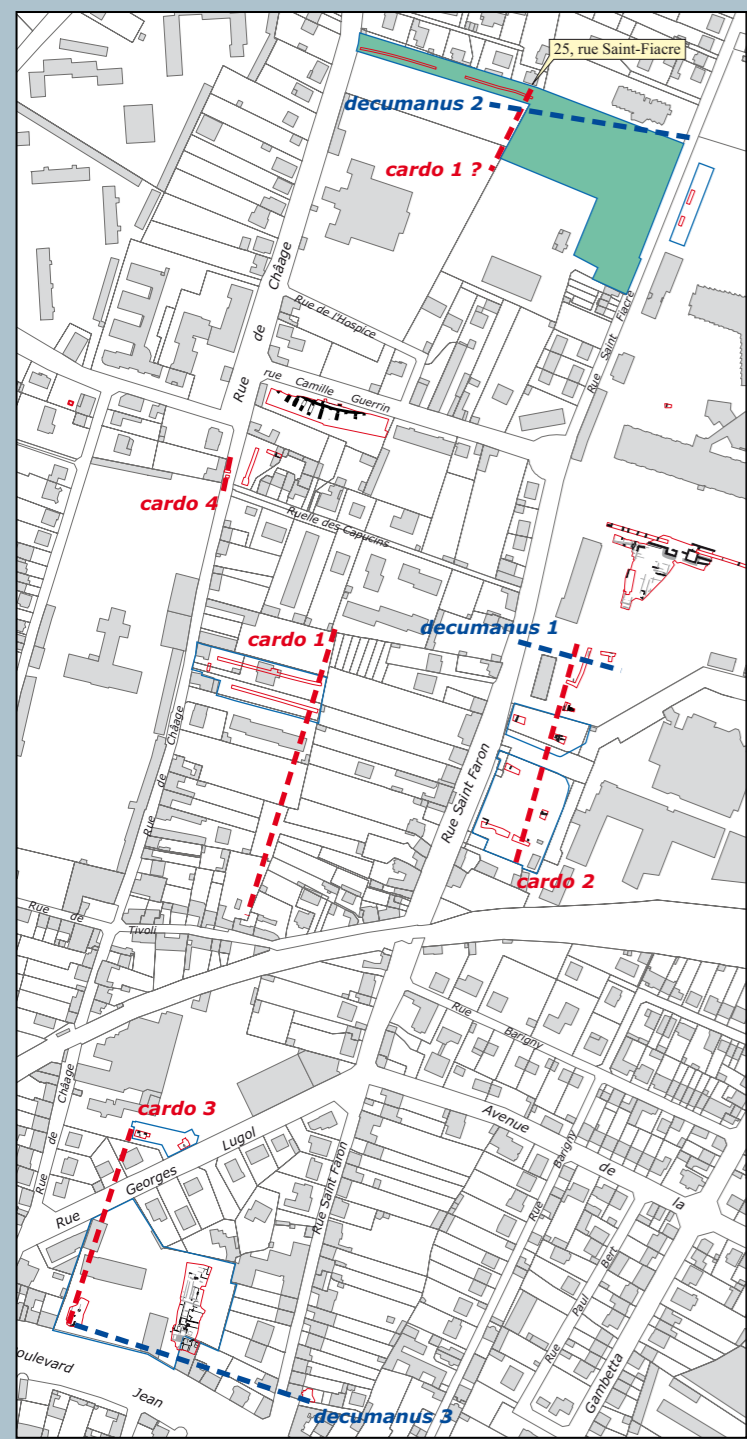 25, rue Saint-Fiacre
decumanus 2
cardo 1 ?
Rue de Châage
Rue de l'Hospice
Rue Saint Fiacre
rue Camille Guerrin
cardo 4
Ruelle des Capucins
cardo 1
decumanus 1
Rue de Châage
Rue Saint Faron
cardo 2
Rue de Tivoli
Rue Barigny
cardo 3
Avenue de la
Rue de Châage
Rue Georges Lugol
Rue Saint Faron
Rue Barigny
Rue Paul Bert
Gambetta
oulevard Jean
decumanus 3